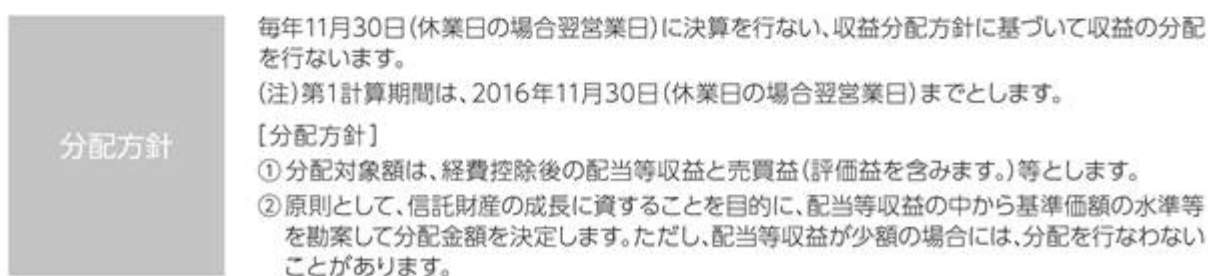 分配方針
毎年11月30日(休業日の場合翌営業日)に決算を行ない、収益分配方針に基づいて収益の分配
を行ないます。
(注)第1計算期間は、2016年11月30日(休業日の場合翌営業日)までとします。
[分配方針]
①分配対象額は、経費控除後の配当等収益と売買益(評価益を含みます。)等とします。
②原則として、信託財産の成長に資することを目的に、配当等収益の中から基準価額の水準等
を勘案して分配金額を決定します。ただし、配当等収益が少額の場合には、分配を行なわない
ことがあります。